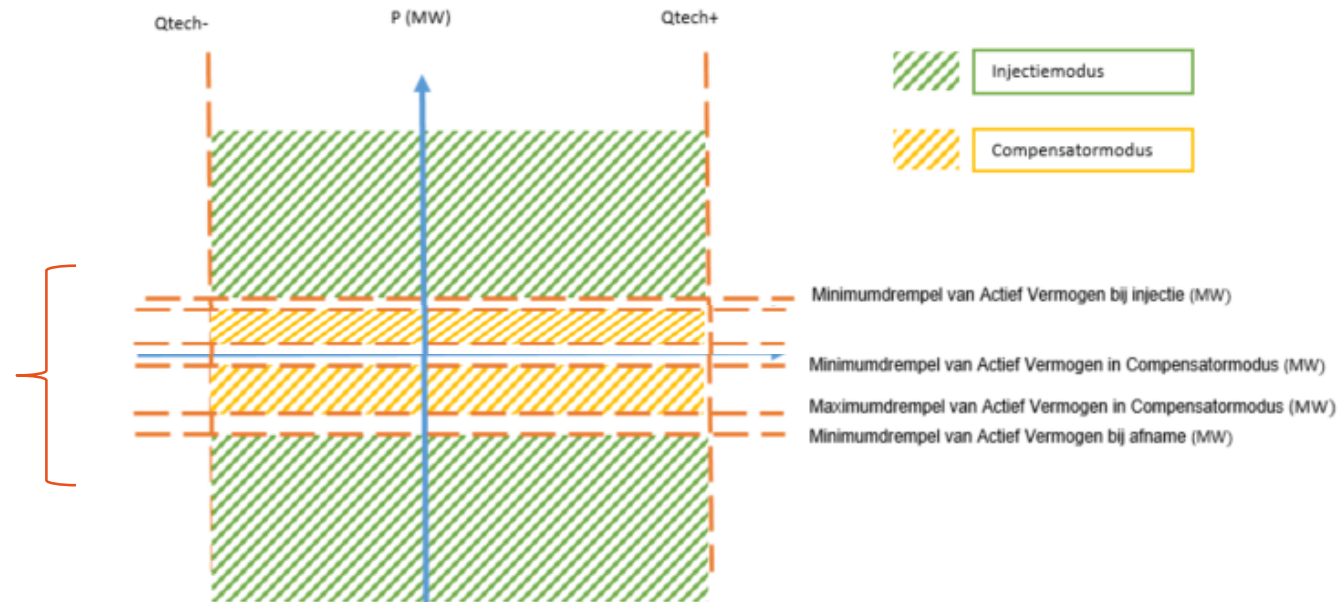 Qtech-
P (MW)
Qtech+
Injectiemodus
Compensatormodus
Minimumdrempel van Actief Vermogen bij injectie (MW)
Minimumdrempel van Actief Vermogen in Compensatormodus (MW)
Maximumdrempel van Actief Vermogen in Compensatormodus (MW)
Minimumdrempel van Actief Vermogen bij afname (MW)